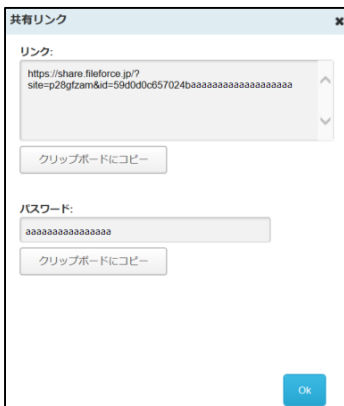 共有リンク
リンク:
https://share.fileforce.jp/?
site=p28gfzam&id=59d0d0c657024baaaaaaaaaaaaaaaaaaa
クリップボードにコピー
パスワード:
aaaaaaaaaaaaaaaa
クリップボードにコピー
Ok